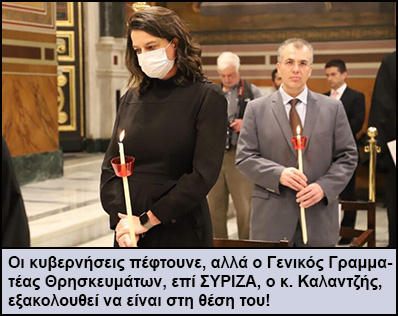 Οι κυβερνήσεις πέφτουνε, αλλά ο Γενικός Γραμμα-
τέας Θρησκευμάτων, επί ΣΥΡΙΖΑ, ο κ. Καλαντζής,
εξακολουθεί να είναι στη θέση του!